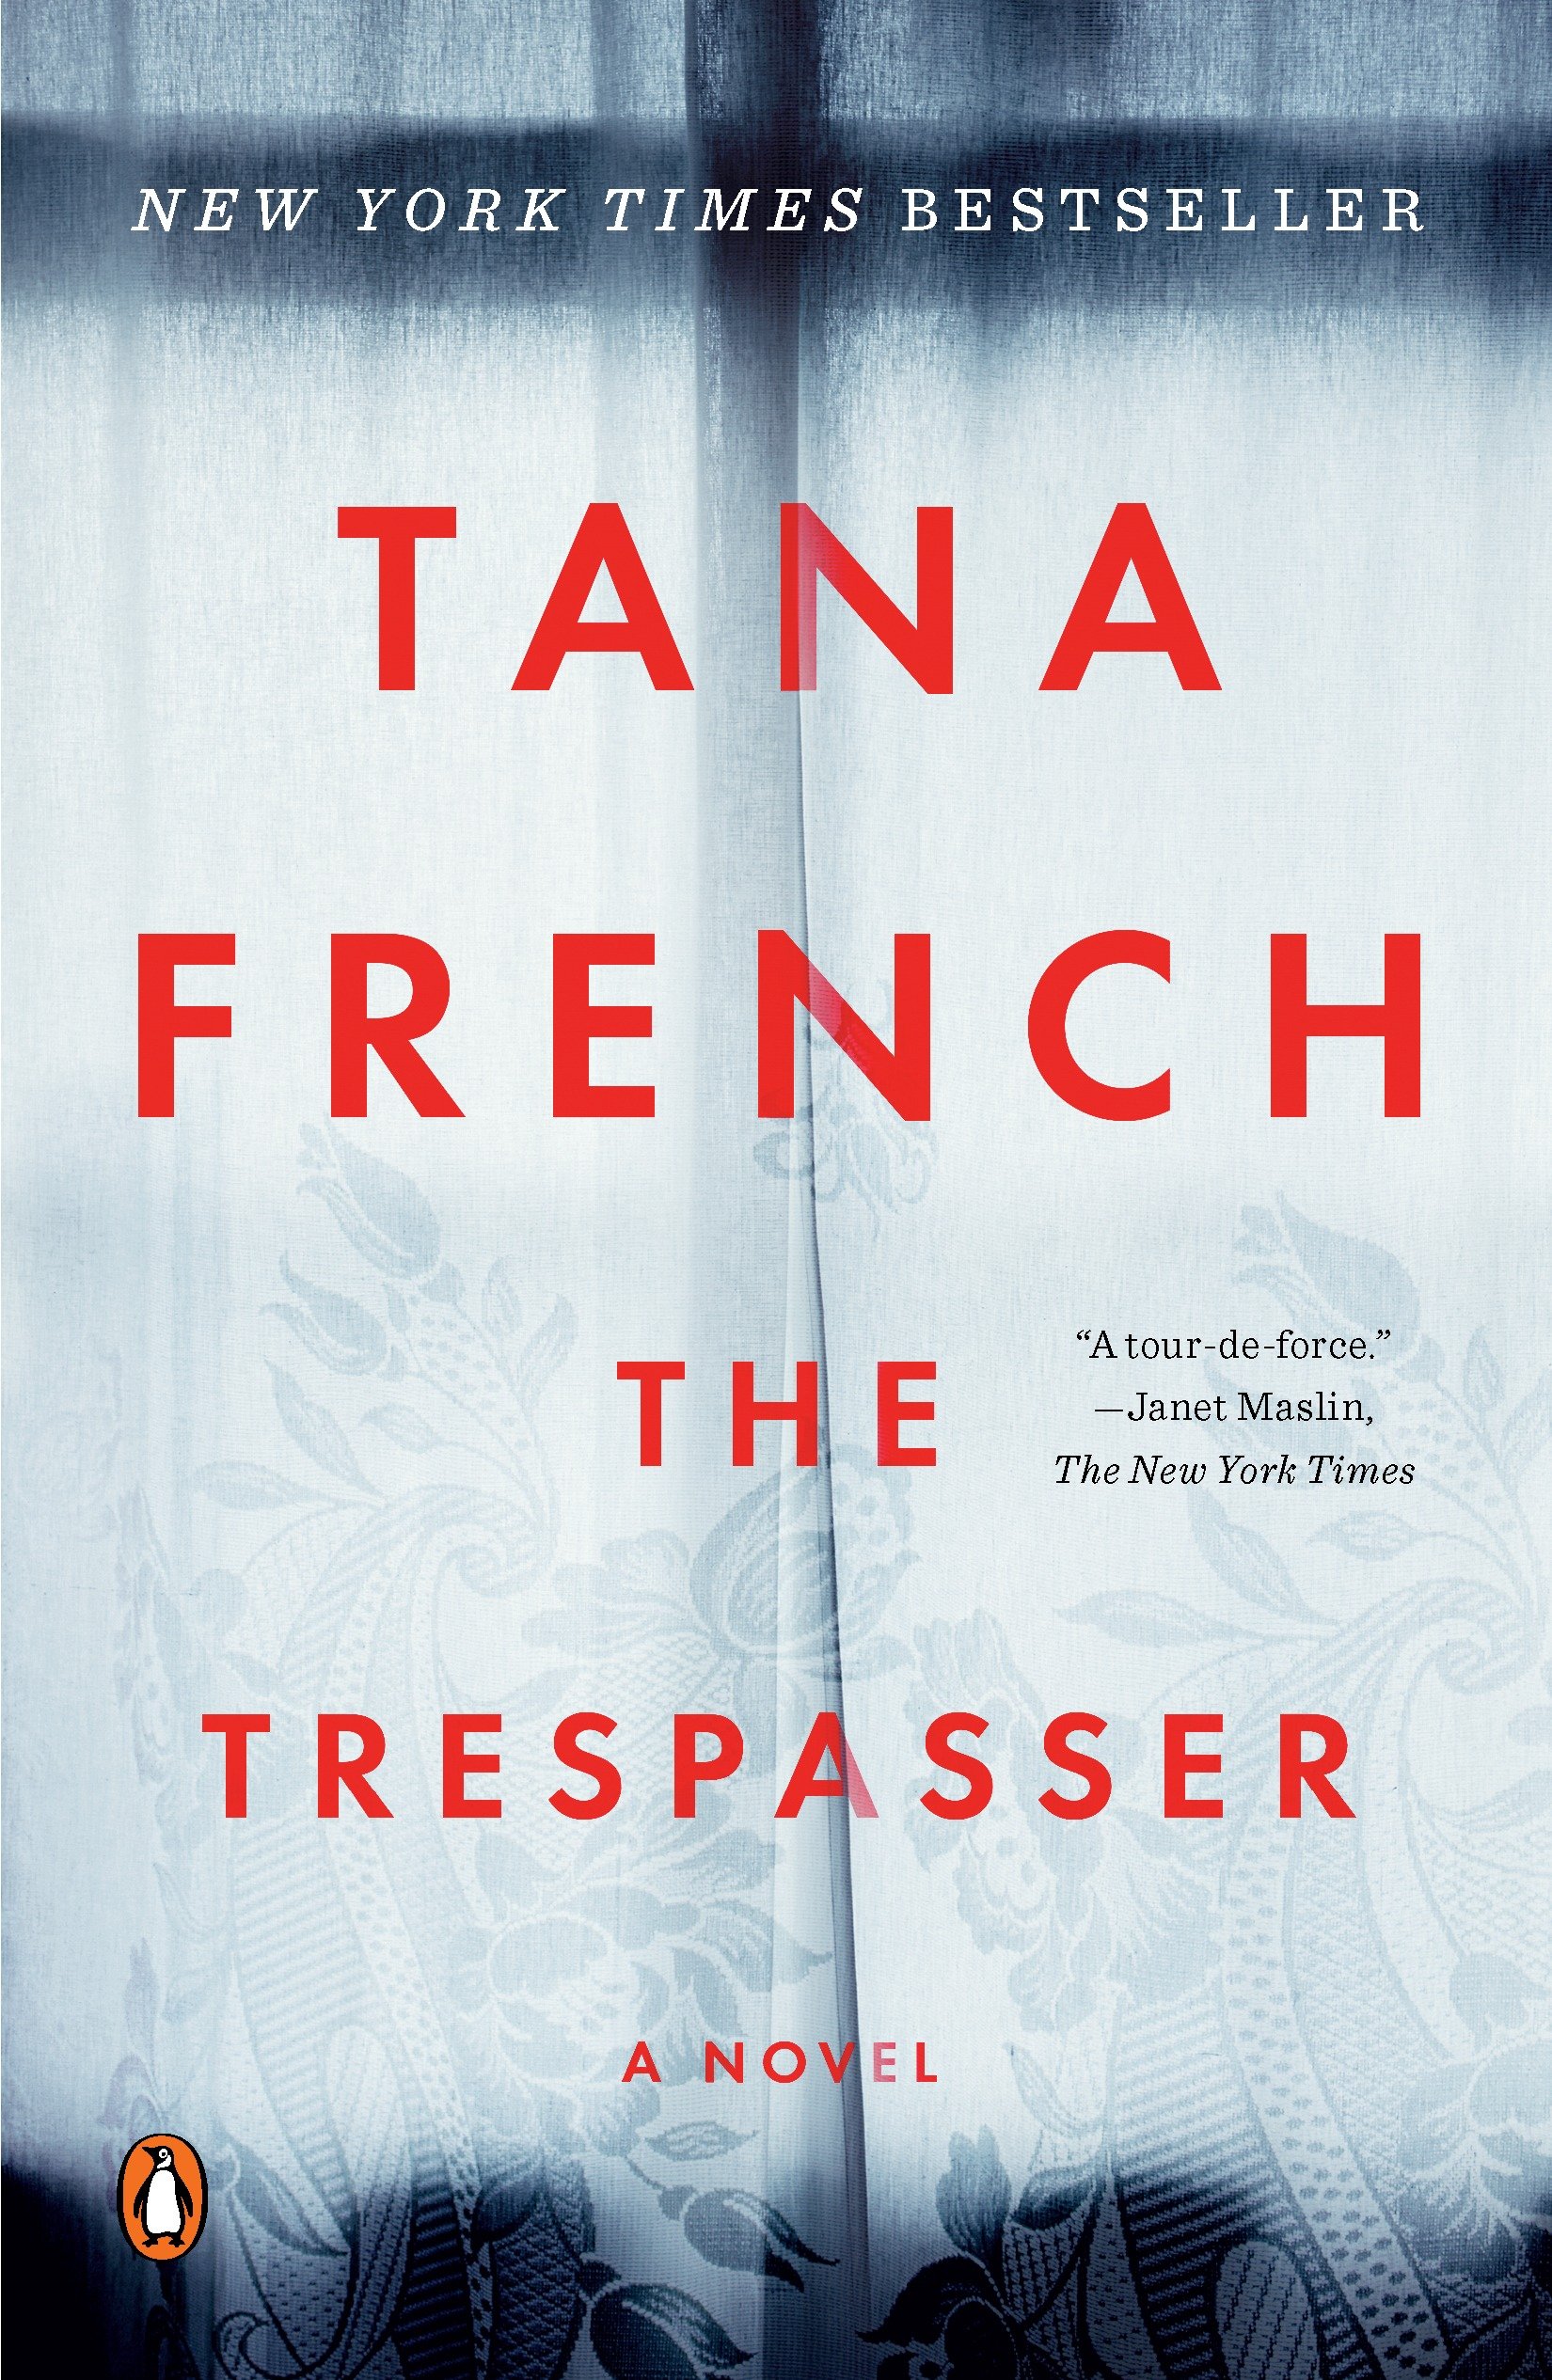 NEW YORK TIMES BESTSELLER
TANA
FRENCH
THE
“A tour-de-force.”
—Janet Maslin,
The New York Times
TRESPASSER
A NOVEL